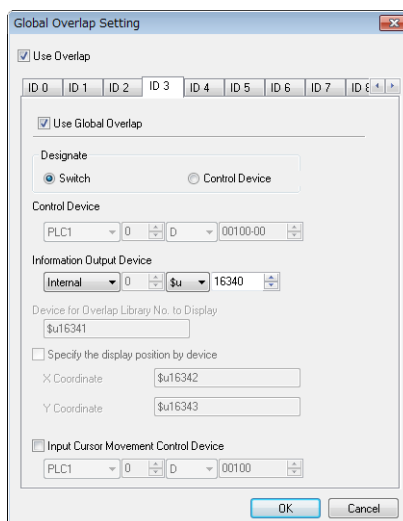 Global Overlap Setting
Use Overlap
ID 0 ID 1 ID 2 ID 3 ID 4 ID 5 ID 6 ID 7 ID 8
Use Global Overlap
Designate
Switch Control Device
Control Device
PLC1 0 D 00100-00
Information Output Device
Internal 0 $u 16340
Device for Overlap Library No. to Display
$u16341
Specify the display position by device
X Coordinate $u16342
Y Coordinate $u16343
Input Cursor Movement Control Device
PLC1 0 D 00100
OK Cancel